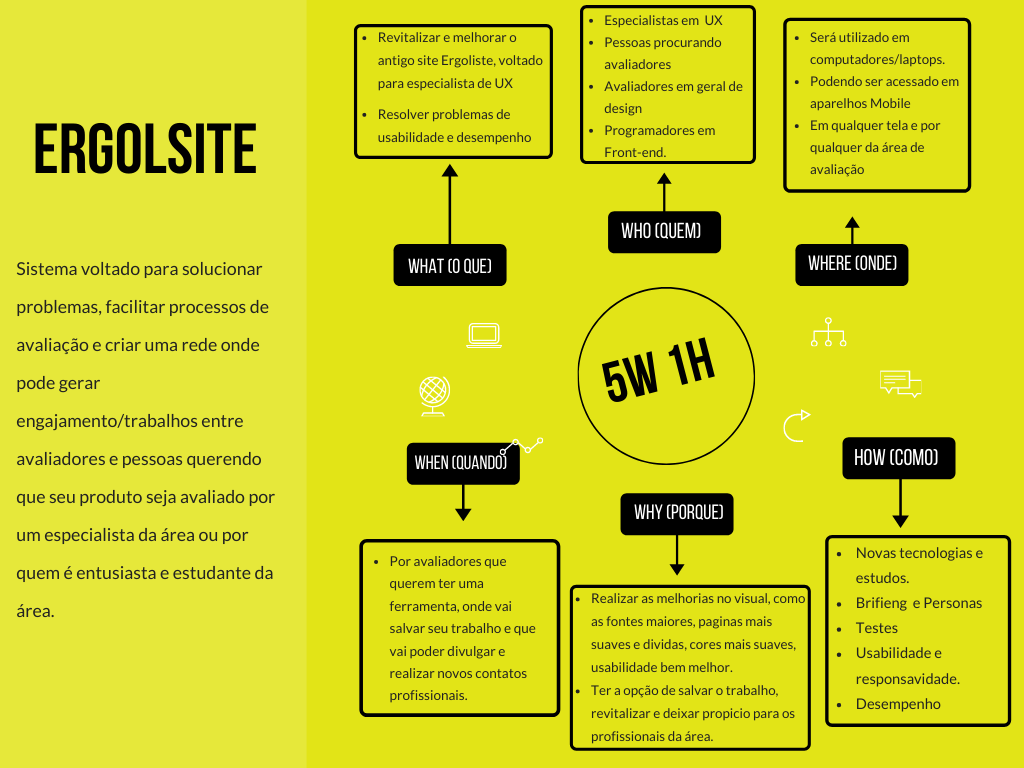 ERGOLSITE
Sistema voltado para solucionar
problemas, facilitar processos de
avaliação e criar uma rede onde
pode gerar
engajamento/trabalhos entre
avaliadores e pessoas querendo
que seu produto seja avaliado por
um especialista da área ou por
quem é entusiasta e estudante da
área.
• Revitalizar e melhorar o
antigo site Ergoliste, voltado
para especialista de UX
• Resolver problemas de
usabilidade e desempenho
WHAT (O QUE)
• Especialistas em UX
• Pessoas procurando
avaliadores
• Avaliadores em geral de
design
• Programadores em
Front-end.
WHO (QUEM)
• Será utilizado em
computadores/laptops.
• Podendo ser acessado em
aparelhos Mobile
• Em qualquer tela e por
qualquer da área de
avaliação
WHERE (ONDE)
5W 1H
WHEN (QUANDO)
• Por avaliadores que
querem ter uma
ferramenta, onde vai
salvar seu trabalho e que
vai poder divulgar e
realizar novos contatos
profissionais.
WHY (PORQUE)
• Realizar as melhorias no visual, como
as fontes maiores, paginas mais
suaves e dividas, cores mais suaves,
usabilidade bem melhor.
• Ter a opção de salvar o trabalho,
revitalizar e deixar propicio para os
profissionais da área.
HOW (COMO)
• Novas tecnologias e
estudos.
• Brifieng e Personas
• Testes
• Usabilidade e
responsavidade.
• Desempenho